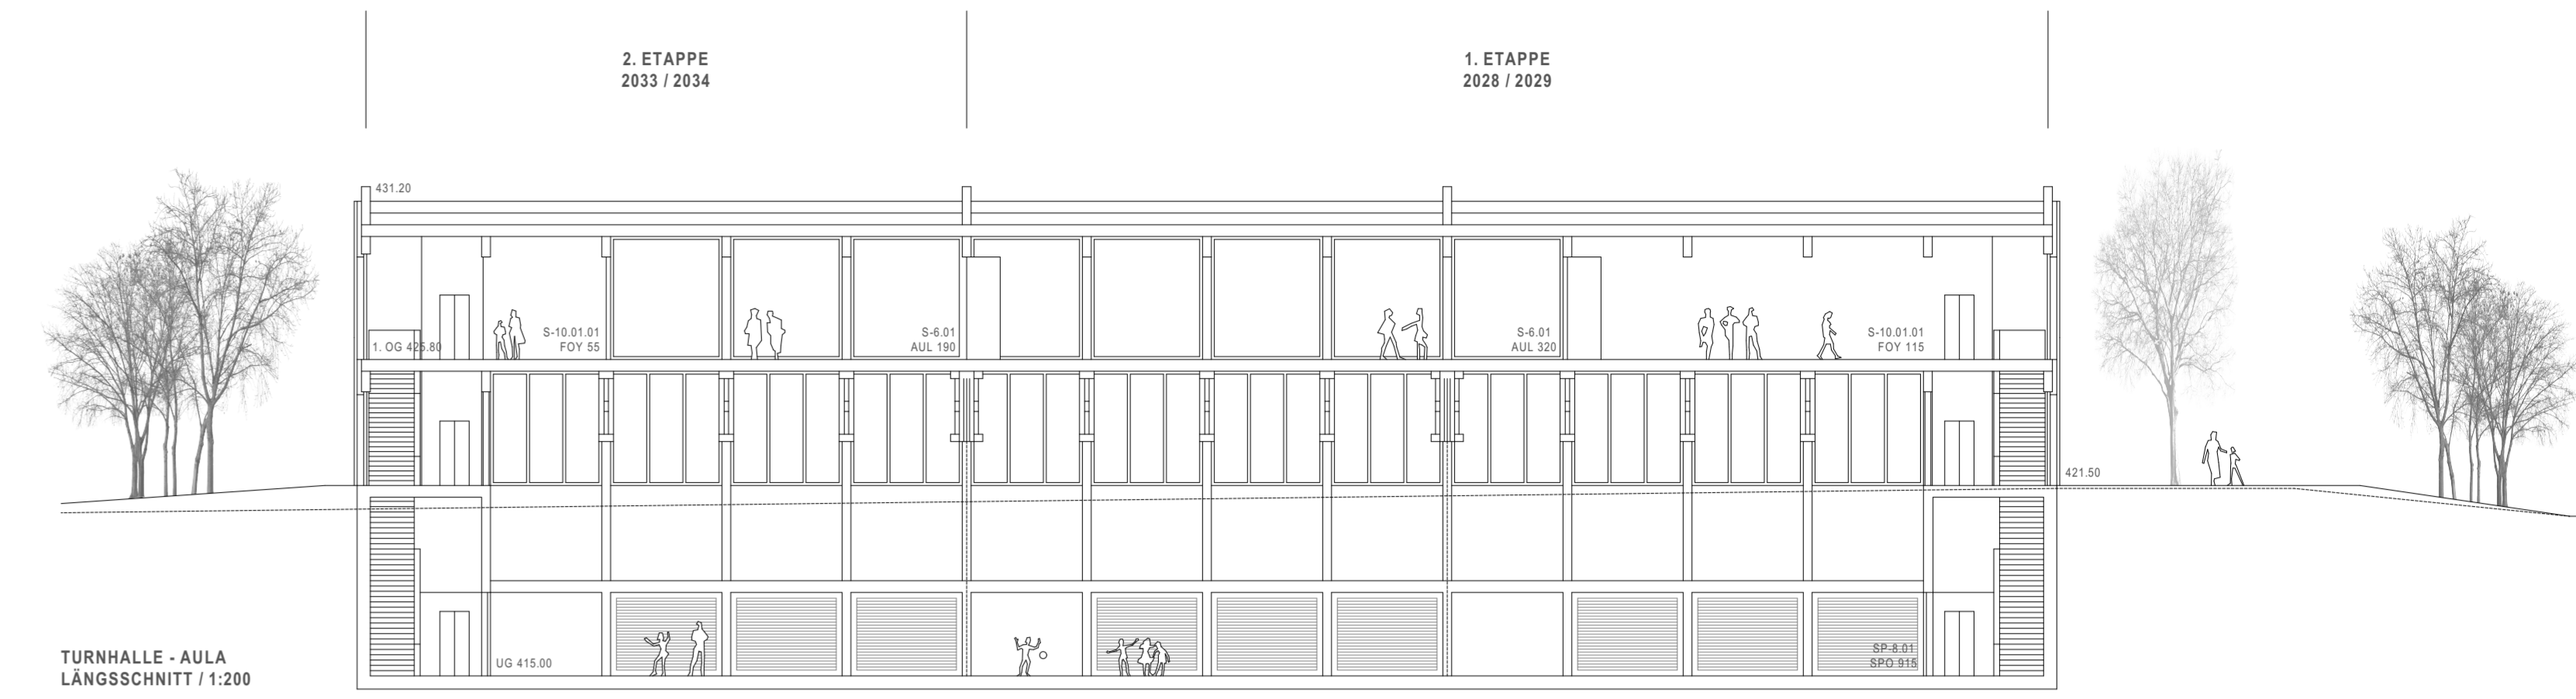 2. ETAPPE
2033 / 2034
1. ETAPPE
2028 / 2029
431.20
1. OG 425.80
S-10.01.01
FOY 55
S-6.01
AUL 190
S-6.01
AUL 320
S-10.01.01
FOY 115
421.50
UG 415.00
SP-8.01
SPO 915
TURNHALLE - AULA
LÄNGSSCHNITT / 1:200